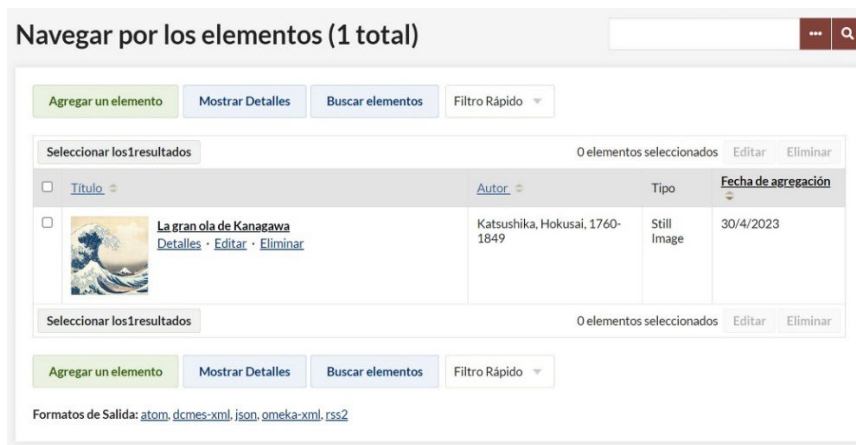 Navegar por los elementos (1 total)
Agregar un elemento Mostrar Detalles Buscar elementos Filtro Rápido
Seleccionar los1resultados 0 elementos seleccionados Editar Eliminar
Título Autor Tipo Fecha de agregación
La gran ola de Kanagawa Katsushika, Hokusai, 1760- Still 30/4/2023
Detalles · Editar · Eliminar 1849 Image
Seleccionar los1resultados 0 elementos seleccionados Editar Eliminar
Agregar un elemento Mostrar Detalles Buscar elementos Filtro Rápido
Formatos de Salida: atom, dcmes-xml, json, omeka-xml, rss2